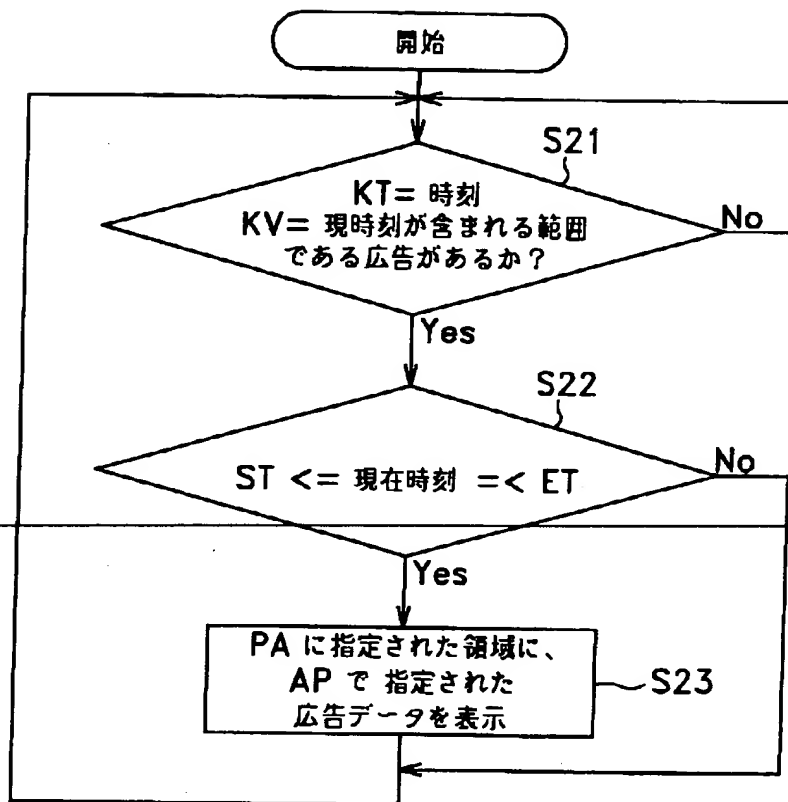 開始
S21
KT= 時刻
KV= 現時刻が含まれる範囲
である広告があるか?
No
Yes
S22
ST <= 現在時刻 =< ET
No
Yes
PA に指定された領域に、
AP で 指定された
広告データを表示
S23